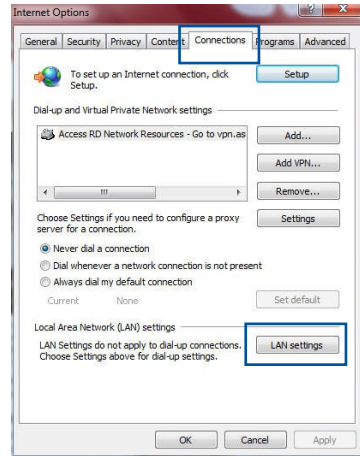 Internet Options
General Security Privacy Content Connections Programs Advanced
To set up an Internet connection, click
Setup.
Setup
Dial-up and Virtual Private Network settings
Access RD Network Resources - Go to vpn.as
Add...
Add VPN...
Remove...
Choose Settings if you need to configure a proxy
server for a connection.
Settings
Never dial a connection
Dial whenever a network connection is not present
Always dial my default connection
Current None
Set default
Local Area Network (LAN) settings
LAN Settings do not apply to dial-up connections.
Choose Settings above for dial-up settings.
LAN settings
OK Cancel Apply